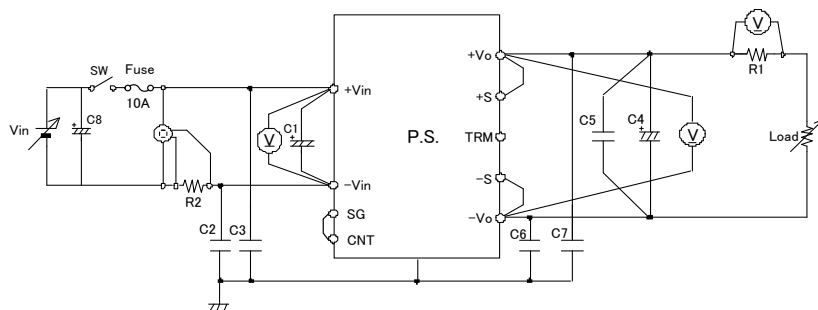 SW
Fuse
10A
Vin
+
C8
R2
C2
C3
V
+
C1
+Vin
−Vin
SG
CNT
P.S.
+Vo
+S
TRM
−S
−Vo
C6
C7
C5
+
C4
V
V
R1
Load